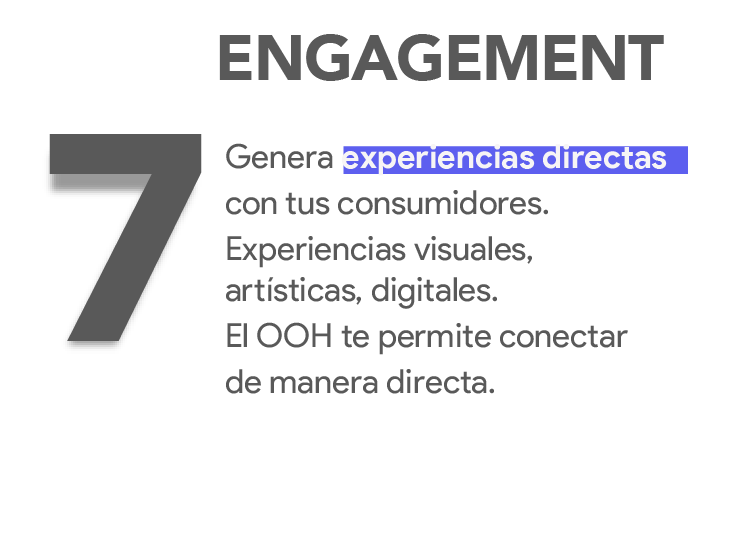 ENGAGEMENT
7
Genera experiencias directas
con tus consumidores.
Experiencias visuales,
artísticas, digitales.
El OOH te permite conectar
de manera directa.